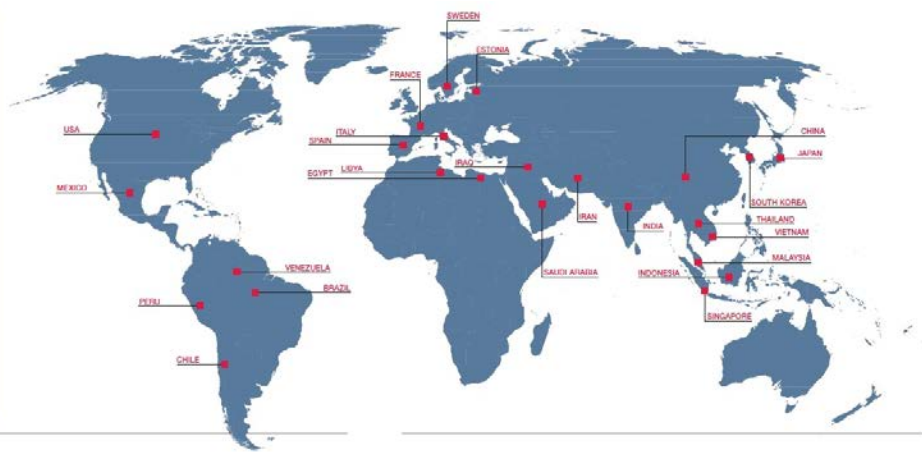 SWEDEN
ESTONIA
FRANCE
USA
ITALY
CHINA
SPAIN
JAPAN
IRAQ
LIBYA
EGYPT
MEXICO
SOUTH KOREA
IRAN
THAILAND
INDIA
VIETNAM
MALAYSIA
VENEZUELA
SAUDI ARABIA
INDONESIA
BRAZIL
PERU
SINGAPORE
CHILE